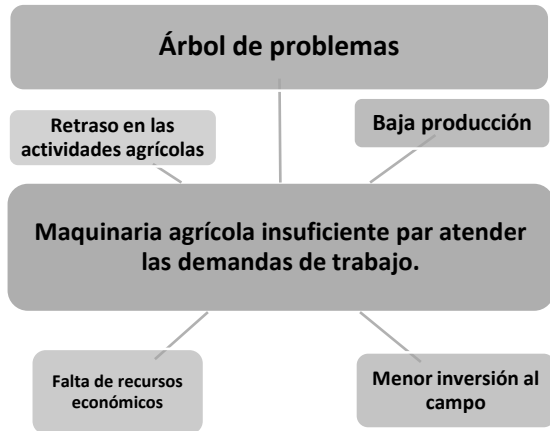 Árbol de problemas
Retraso en las
actividades agrícolas
Baja producción
Maquinaria agrícola insuficiente par atender
las demandas de trabajo.
Falta de recursos
económicos
Menor inversión al
campo